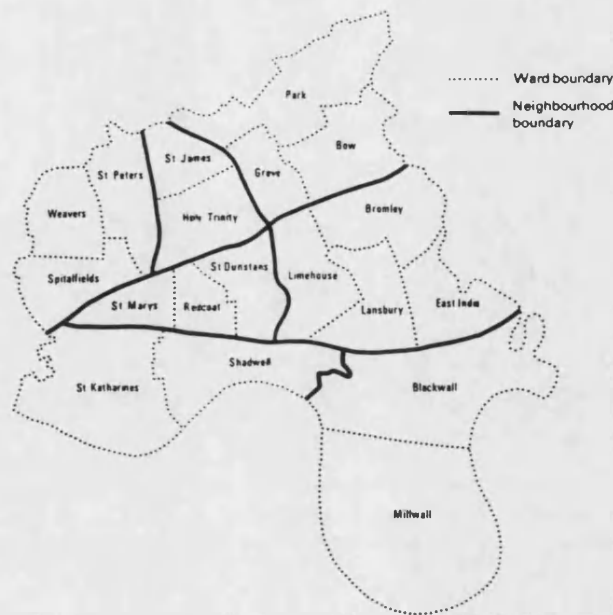 Ward boundary
Neighbourhood
boundary
Park
Bow
St James
Grove
St Peters
Weavers
Holy Trinity
Bromley
Spitalfields
St Dunstans
Limehouse
St Marys
Redcoat
Lansbury
East India
Shadwell
St Katharines
Blackwall
Millwall